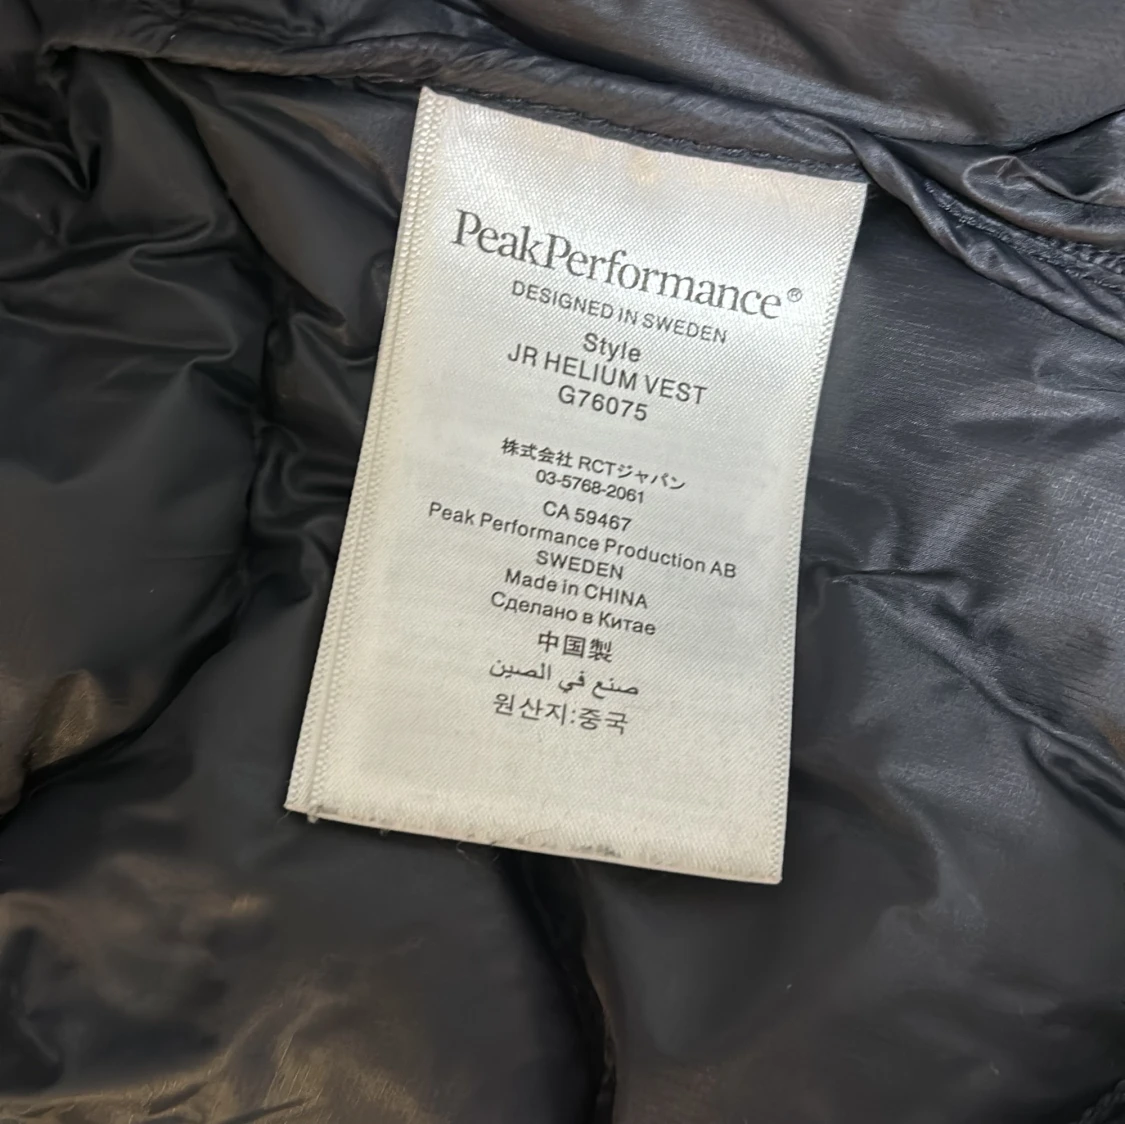 PeakPerformance®
DESIGNED IN SWEDEN
Style
JR HELIUM VEST
G76075
株式会社 RCTジャパン
03-5768-2061
CA 59467
Peak Performance Production AB
SWEDEN
Made in CHINA
Сделано в Китае
中国製
صنع في الصين
원산지:중국